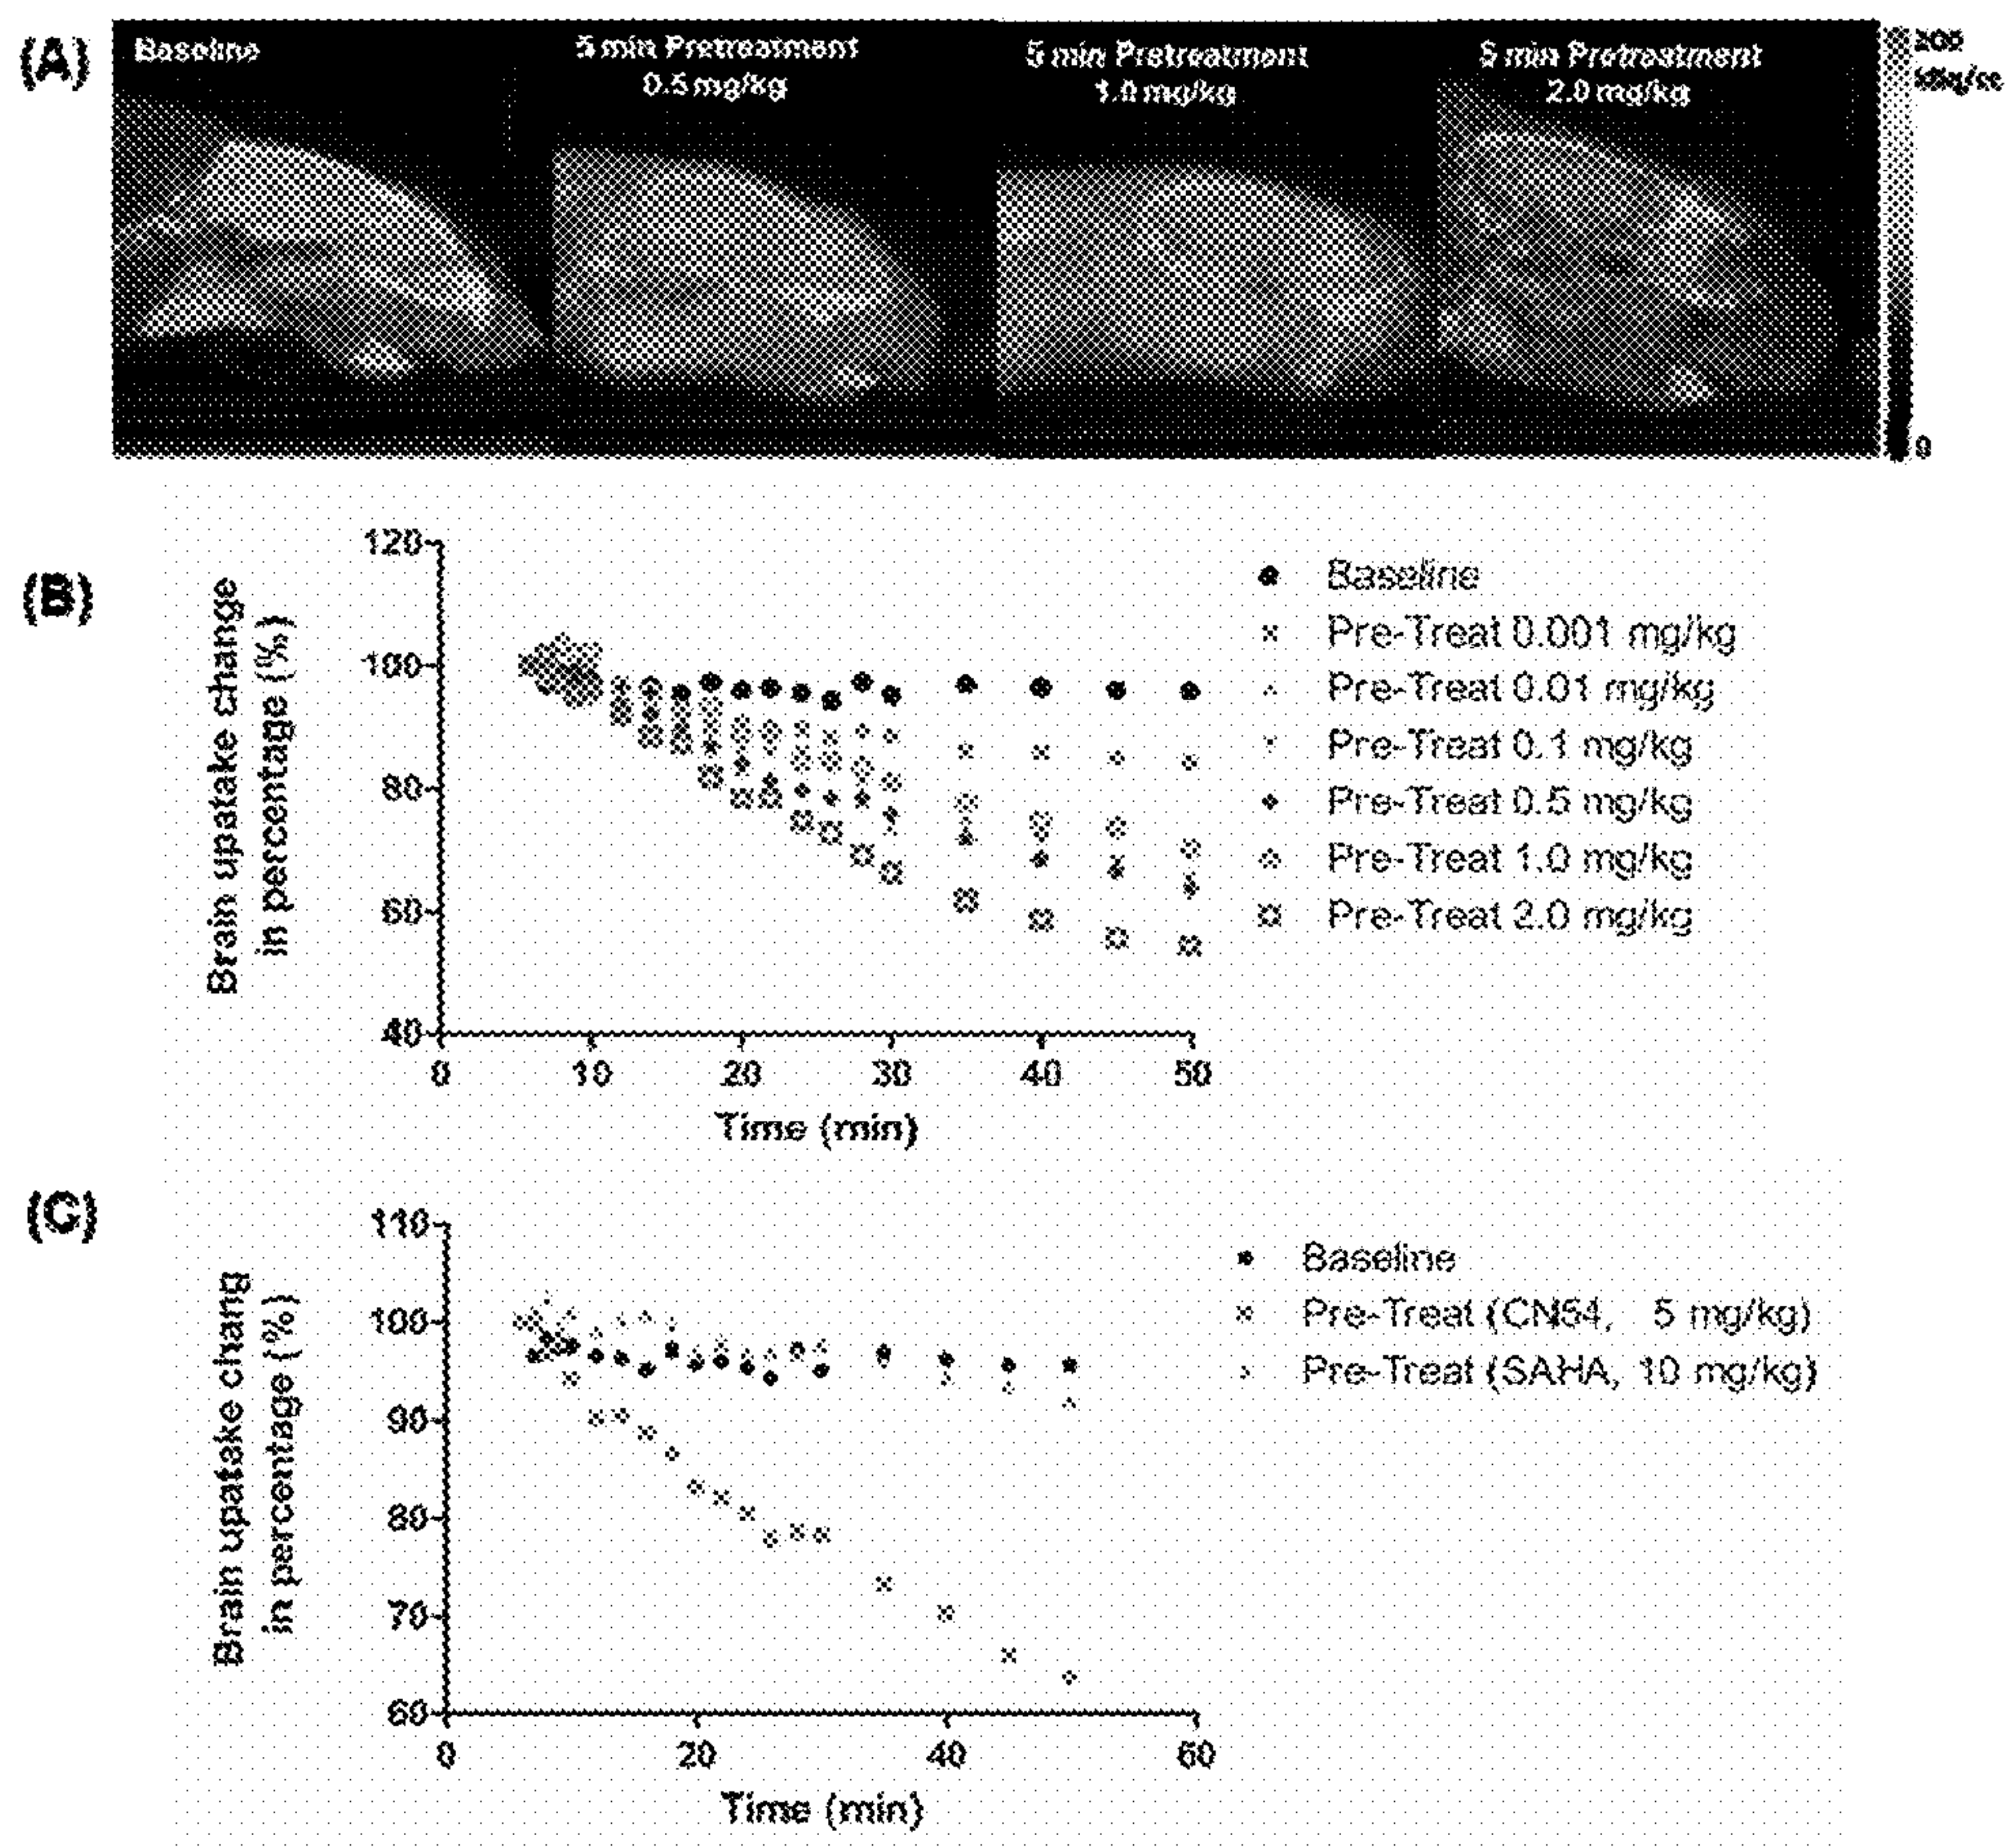 (A)
Baseline
5 min Pretreatment
0.5 mg/kg
5 min Pretreatment
1.0 mg/kg
5 min Pretreatment
2.0 mg/kg
200
0
(B)
Brain upatake change
in percentage (%)
120
100
80
60
40
0 10 20 30 40 50
Time (min)
Baseline
Pre-Treat 0.001 mg/kg
Pre-Treat 0.01 mg/kg
Pre-Treat 0.1 mg/kg
Pre-Treat 0.5 mg/kg
Pre-Treat 1.0 mg/kg
Pre-Treat 2.0 mg/kg
(C)
Brain upatake chang
in percentage (%)
110
100
90
80
70
60
0 20 40 60
Time (min)
Baseline
Pre-Treat (CN54, 5 mg/kg)
Pre-Treat (SAHA, 10 mg/kg)